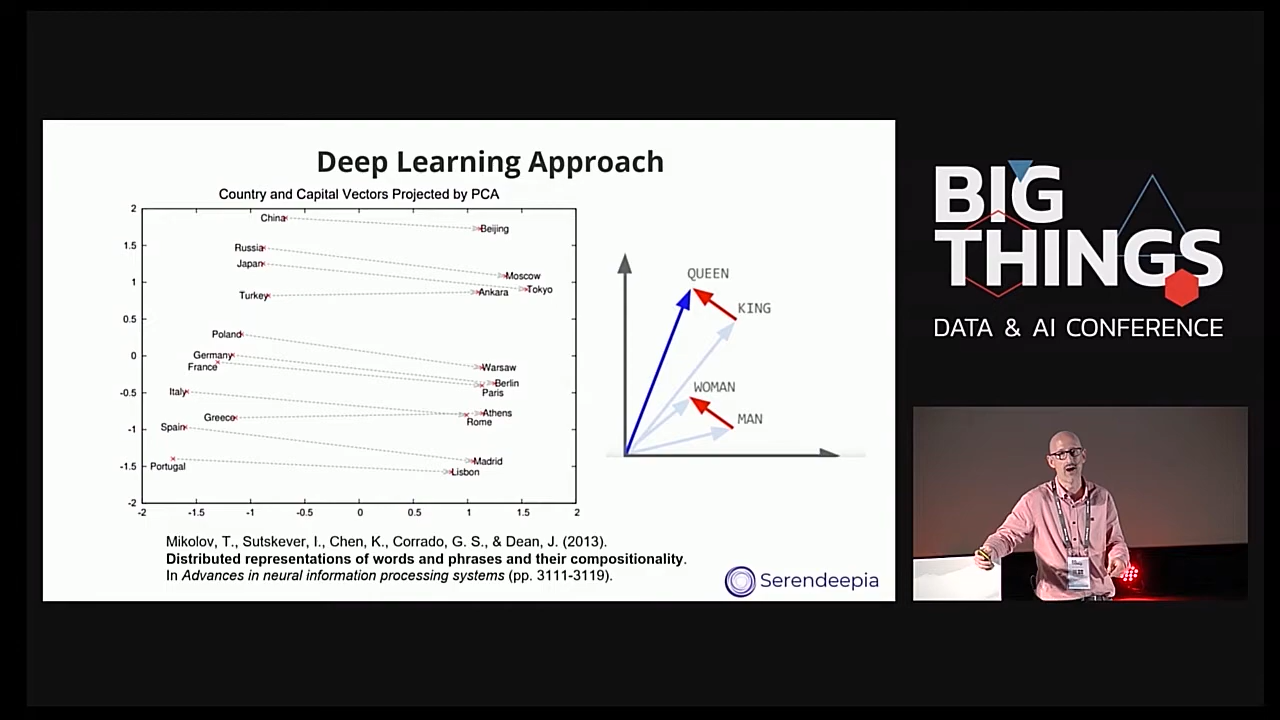 Deep Learning Approach
Country and Capital Vectors Projected by PCA
2
1.5
1
0.5
0
-0.5
-1
-1.5
-2
-2
-1.5
-1
-0.5
0
0.5
1
1.5
2
China
Beijing
Russia
Japan
Moscow
Tokyo
Turkey
Ankara
Poland
Germany
France
Warsaw
Berlin
Paris
Italy
Greece
Athens
Rome
Spain
Madrid
Portugal
Lisbon
QUEEN
KING
WOMAN
MAN
Mikolov, T., Sutskever, I., Chen, K., Corrado, G. S., & Dean, J. (2013).
Distributed representations of words and phrases and their compositionality.
In Advances in neural information processing systems (pp. 3111-3119).
Serendeepia
BIG
THINGS
DATA & AI CONFERENCE